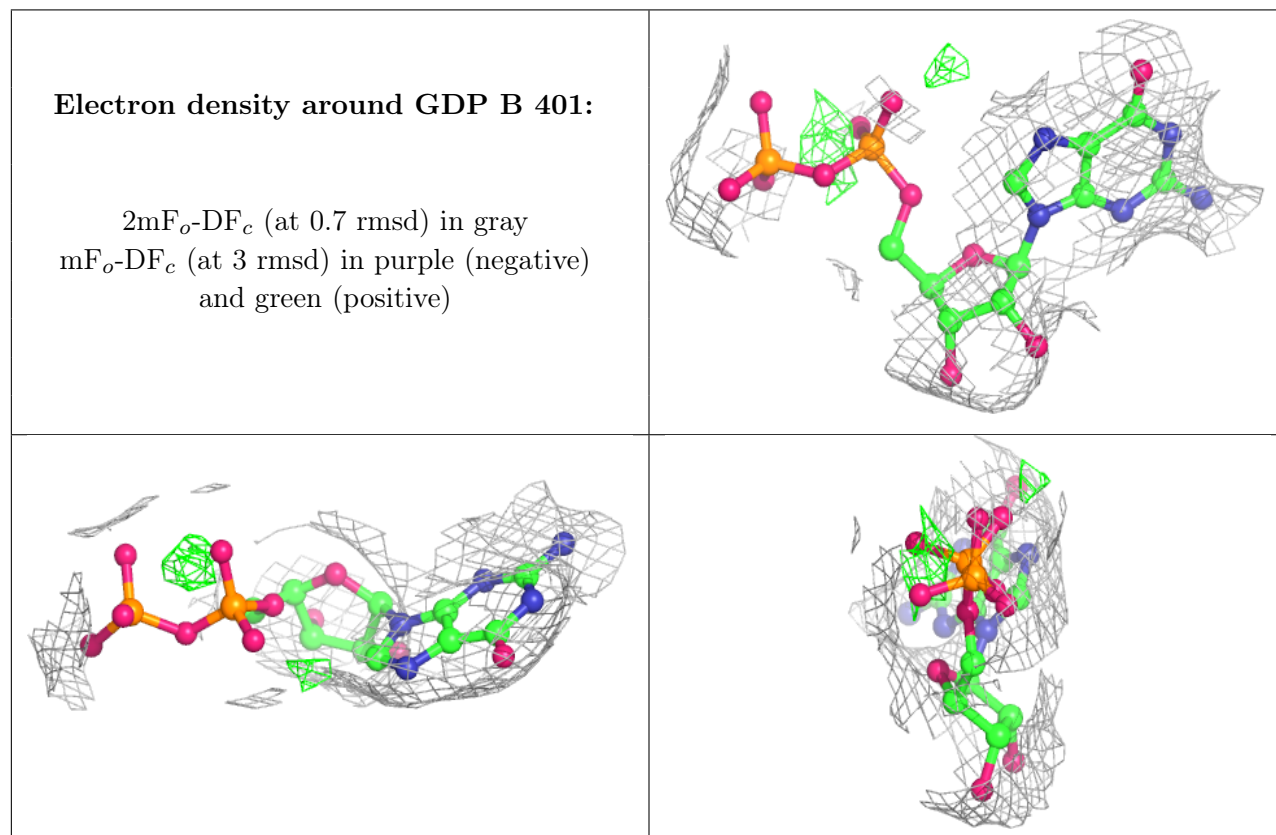 Electron density around GDP B 401:
2mFₒ-DF𝒸 (at 0.7 rmsd) in gray
mFₒ-DF𝒸 (at 3 rmsd) in purple (negative)
and green (positive)